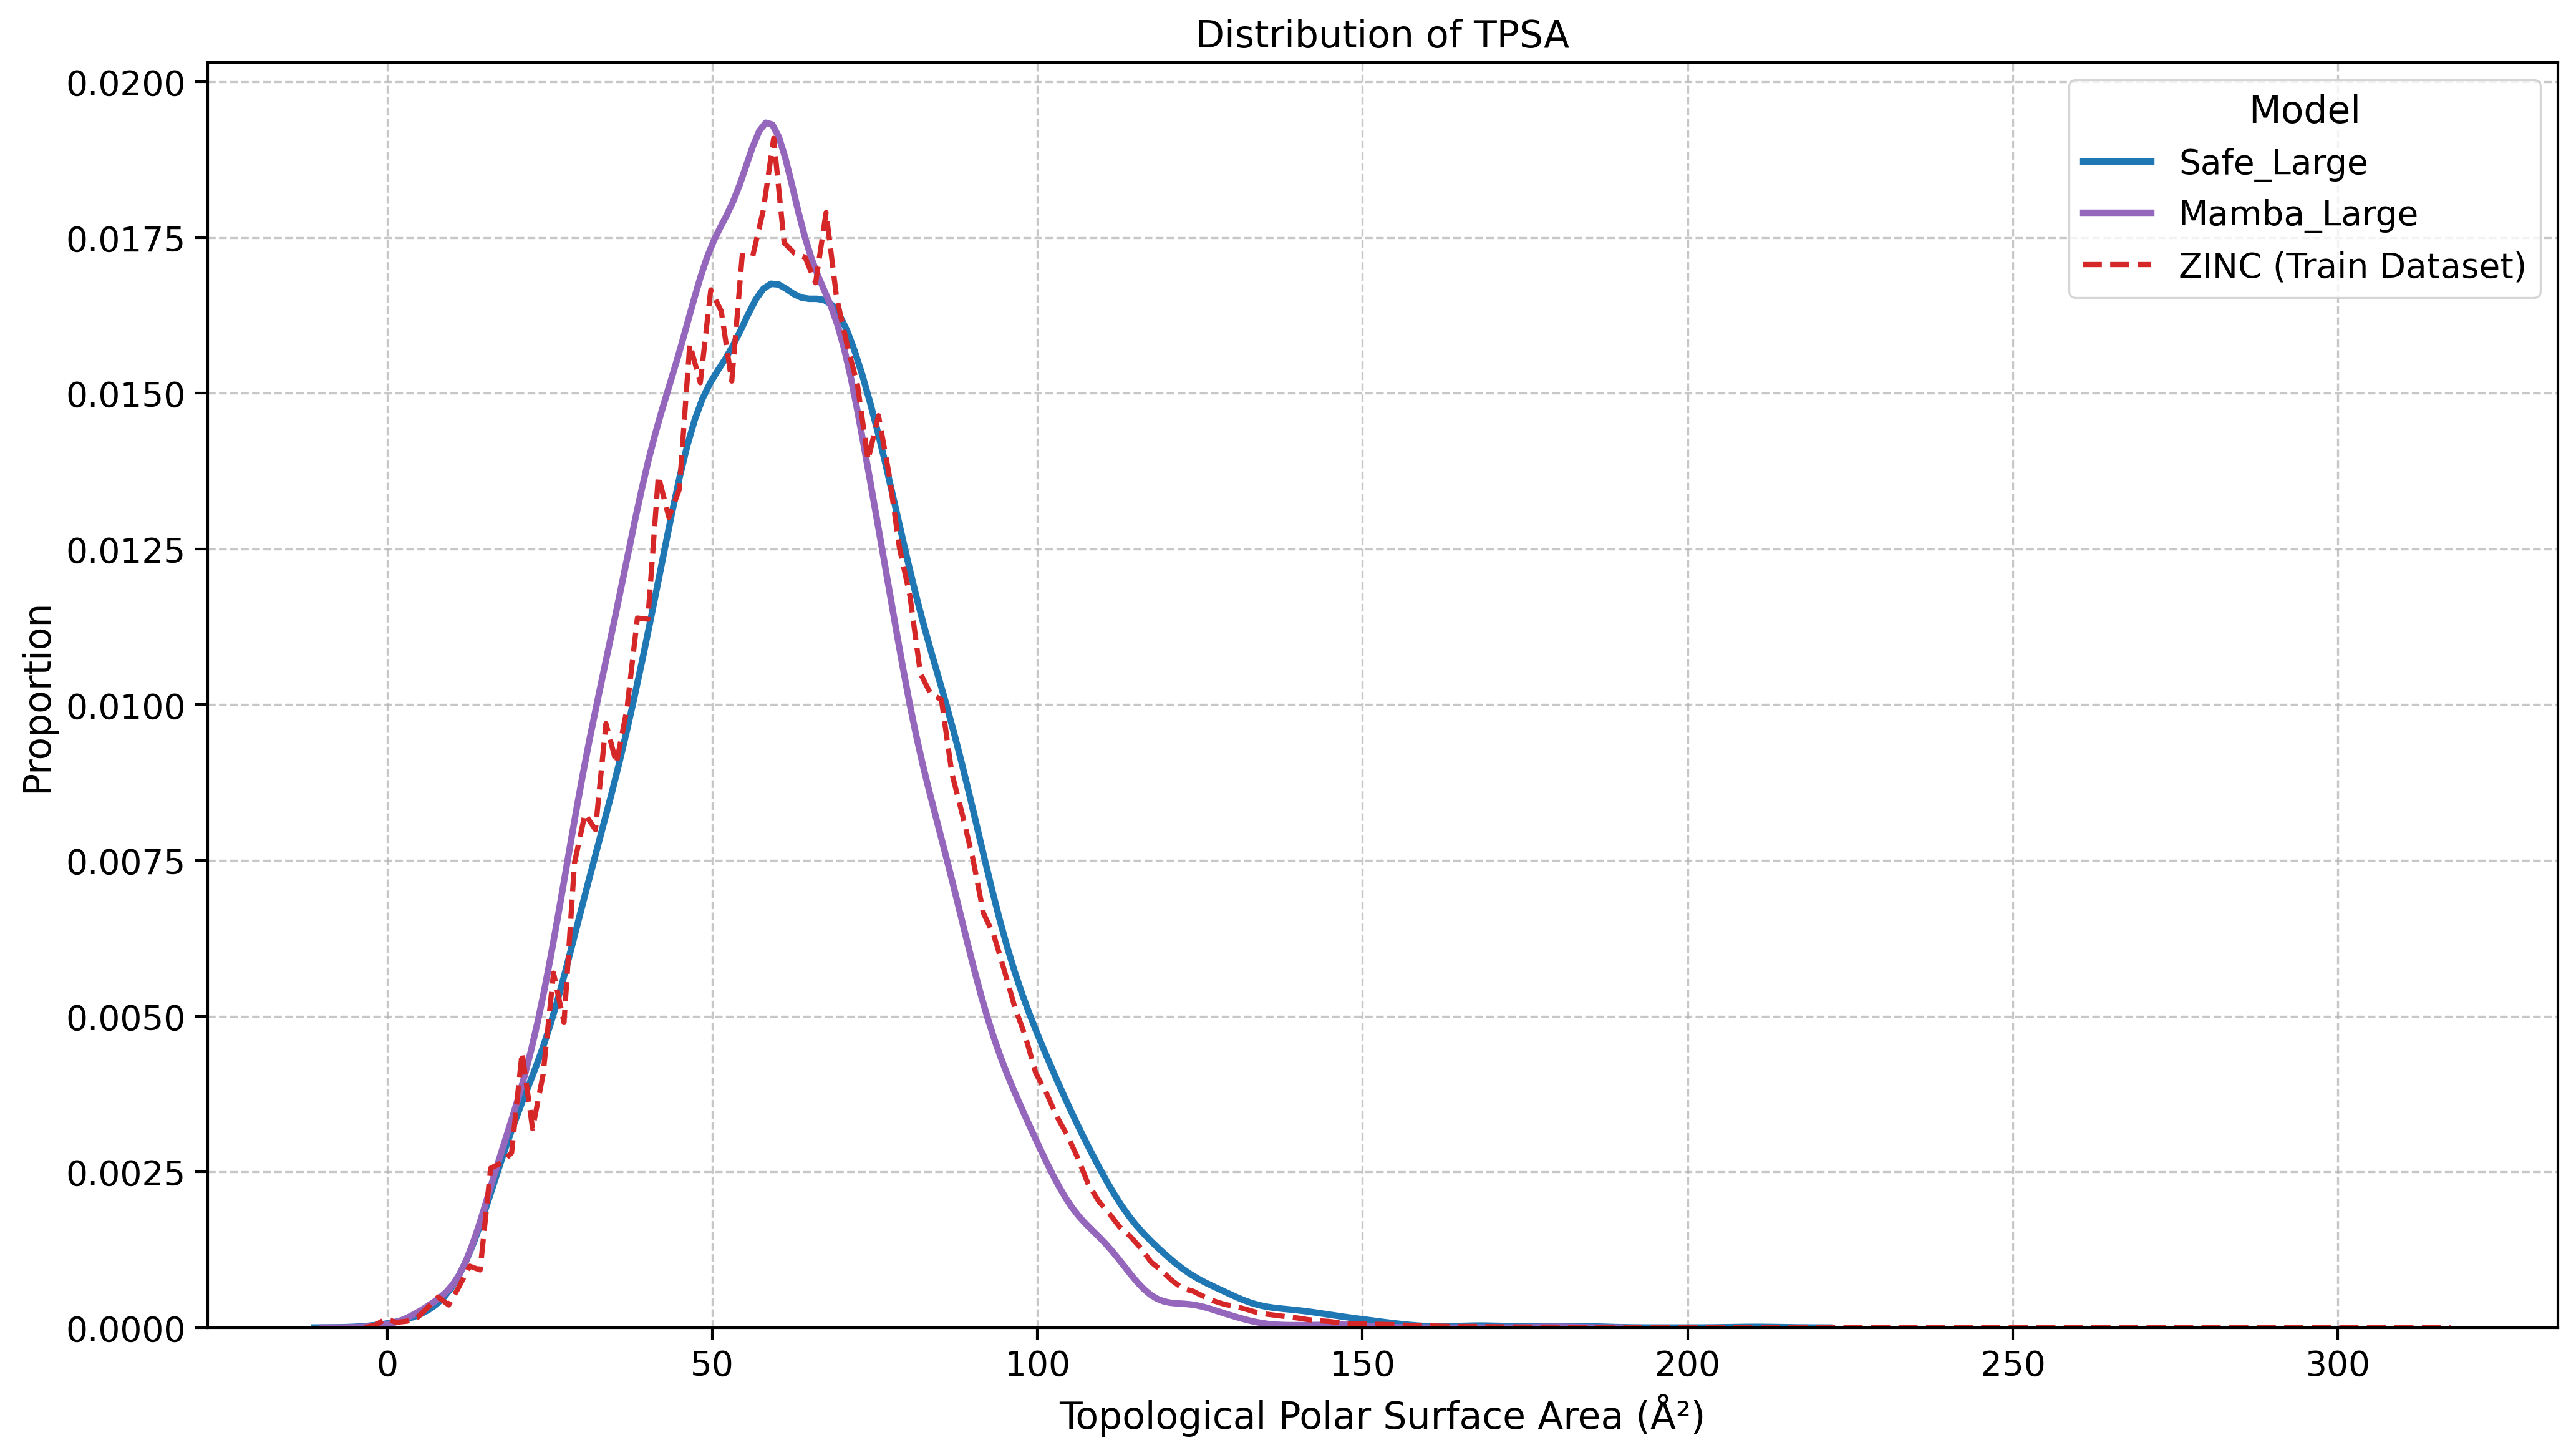 Distribution of TPSA
Model
Safe_Large
Mamba_Large
ZINC (Train Dataset)
Proportion
0.0200
0.0175
0.0150
0.0125
0.0100
0.0075
0.0050
0.0025
0.0000
0 50 100 150 200 250 300
Topological Polar Surface Area (Å²)